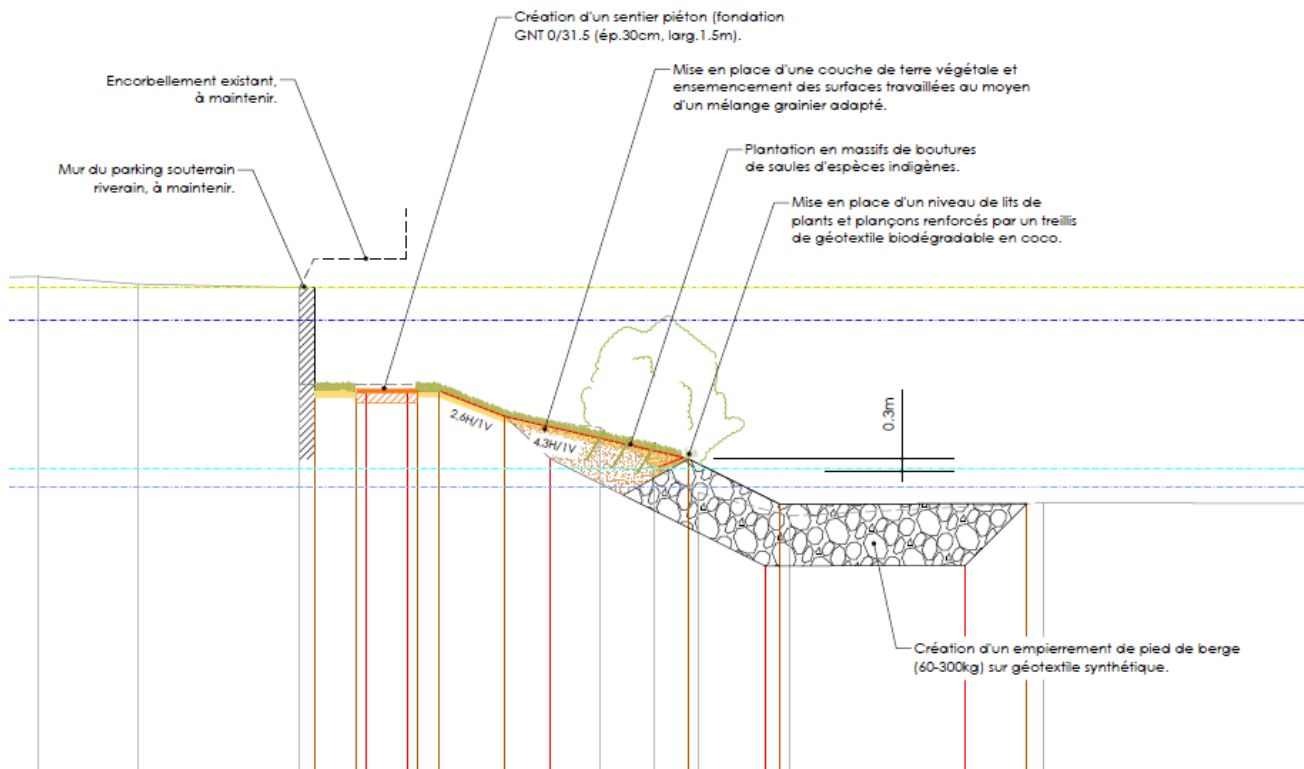 Création d'un sentier piéton (fondation
GNT 0/31.5 (ép.30cm, larg.1.5m).
Encorbellement existant,
à maintenir.
Mise en place d'une couche de terre végétale et
ensemencement des surfaces travaillées au moyen
d'un mélange grainier adapté.
Plantation en massifs de boutures
de saules d'espèces indigènes.
Mur du parking souterrain
riverain, à maintenir.
Mise en place d'un niveau de lits de
plants et plançons renforcés par un treillis
de géotextile biodégradable en coco.
2.6H/1V
4.3H/1V
0.3m
Création d'un empierrement de pied de berge
(60-300kg) sur géotextile synthétique.